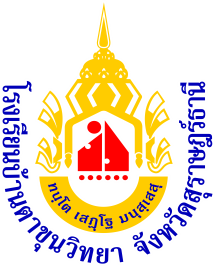 ทนฺโต เสฏฺโฐ มนุสฺเสสุ
โรงเรียนบ้านตาขุนวิทยา จังหวัดสุราษฎร์ธานี